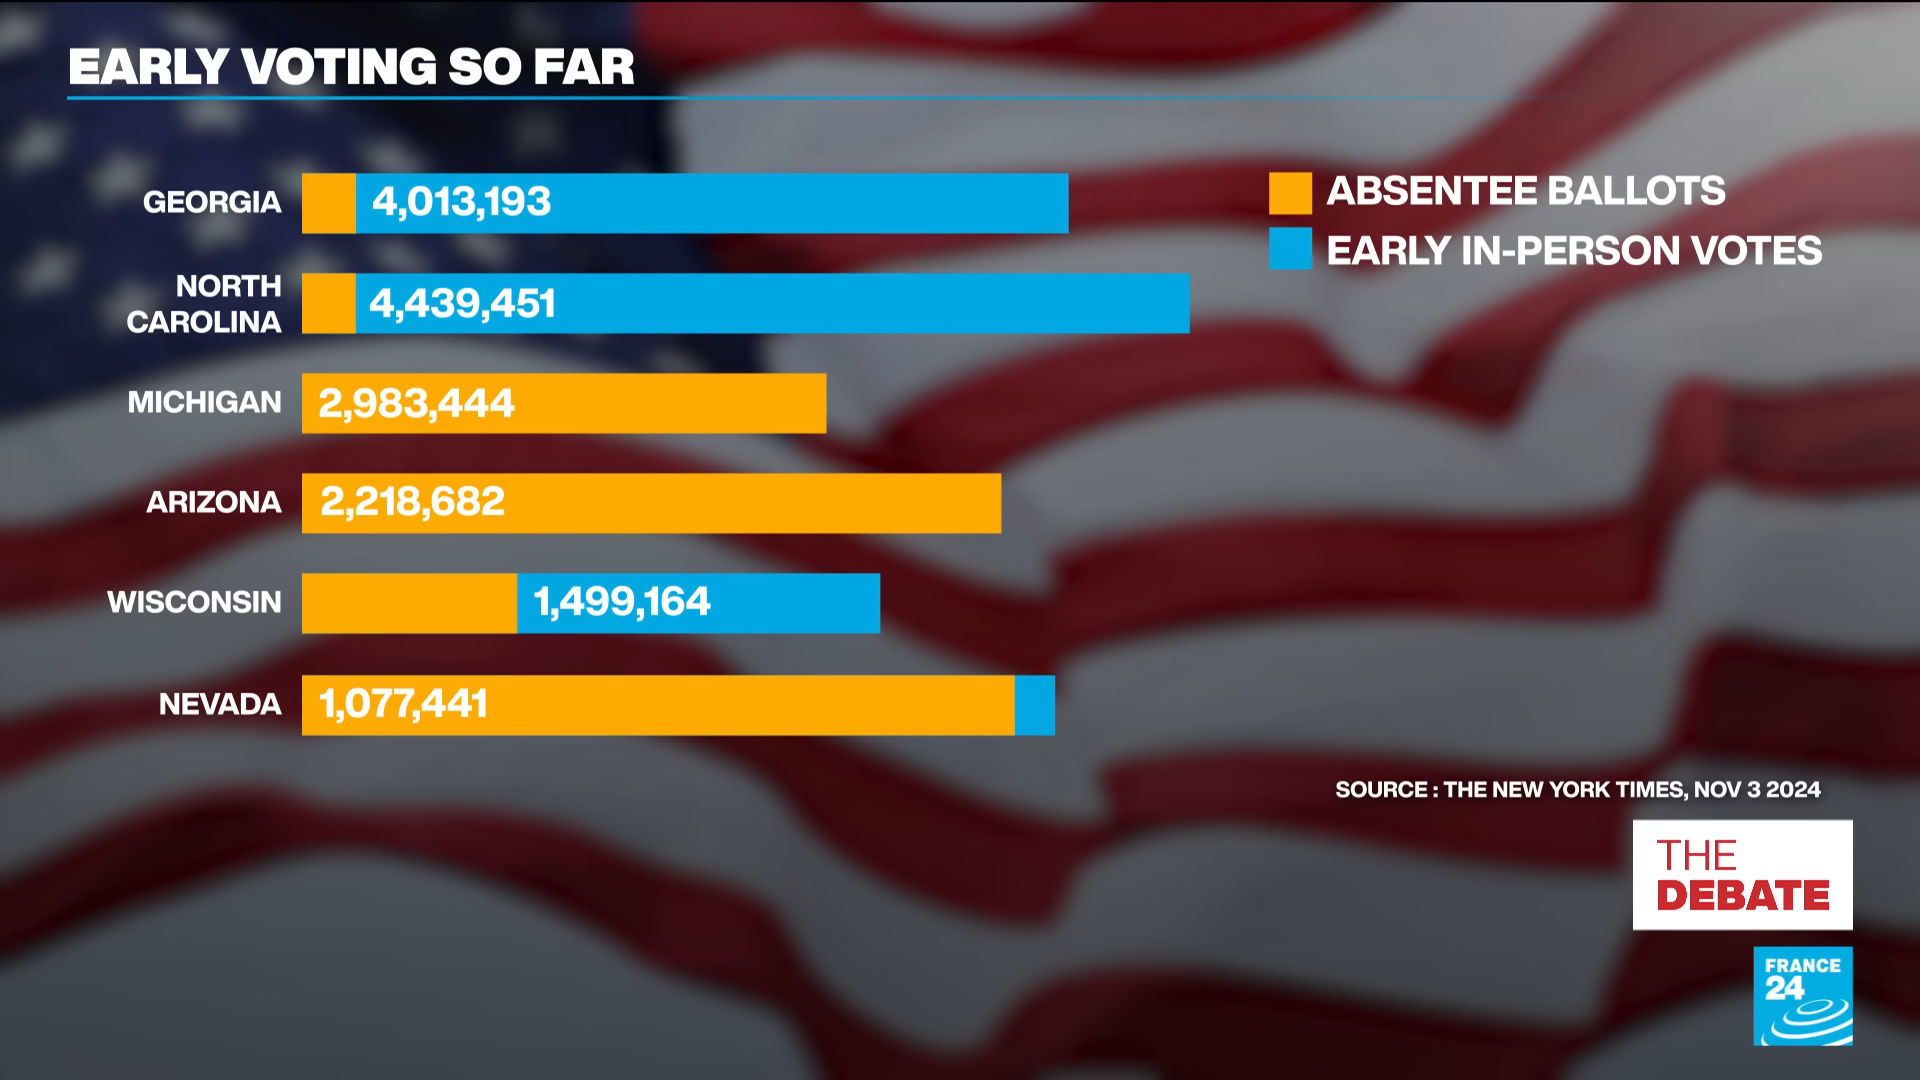 EARLY VOTING SO FAR
GEORGIA
4,013,193
NORTH
CAROLINA
4,439,451
MICHIGAN
2,983,444
ARIZONA
2,218,682
WISCONSIN
1,499,164
NEVADA
1,077,441
ABSENTEE BALLOTS
EARLY IN-PERSON VOTES
SOURCE : THE NEW YORK TIMES, NOV 3 2024
THE
DEBATE
FRANCE
24